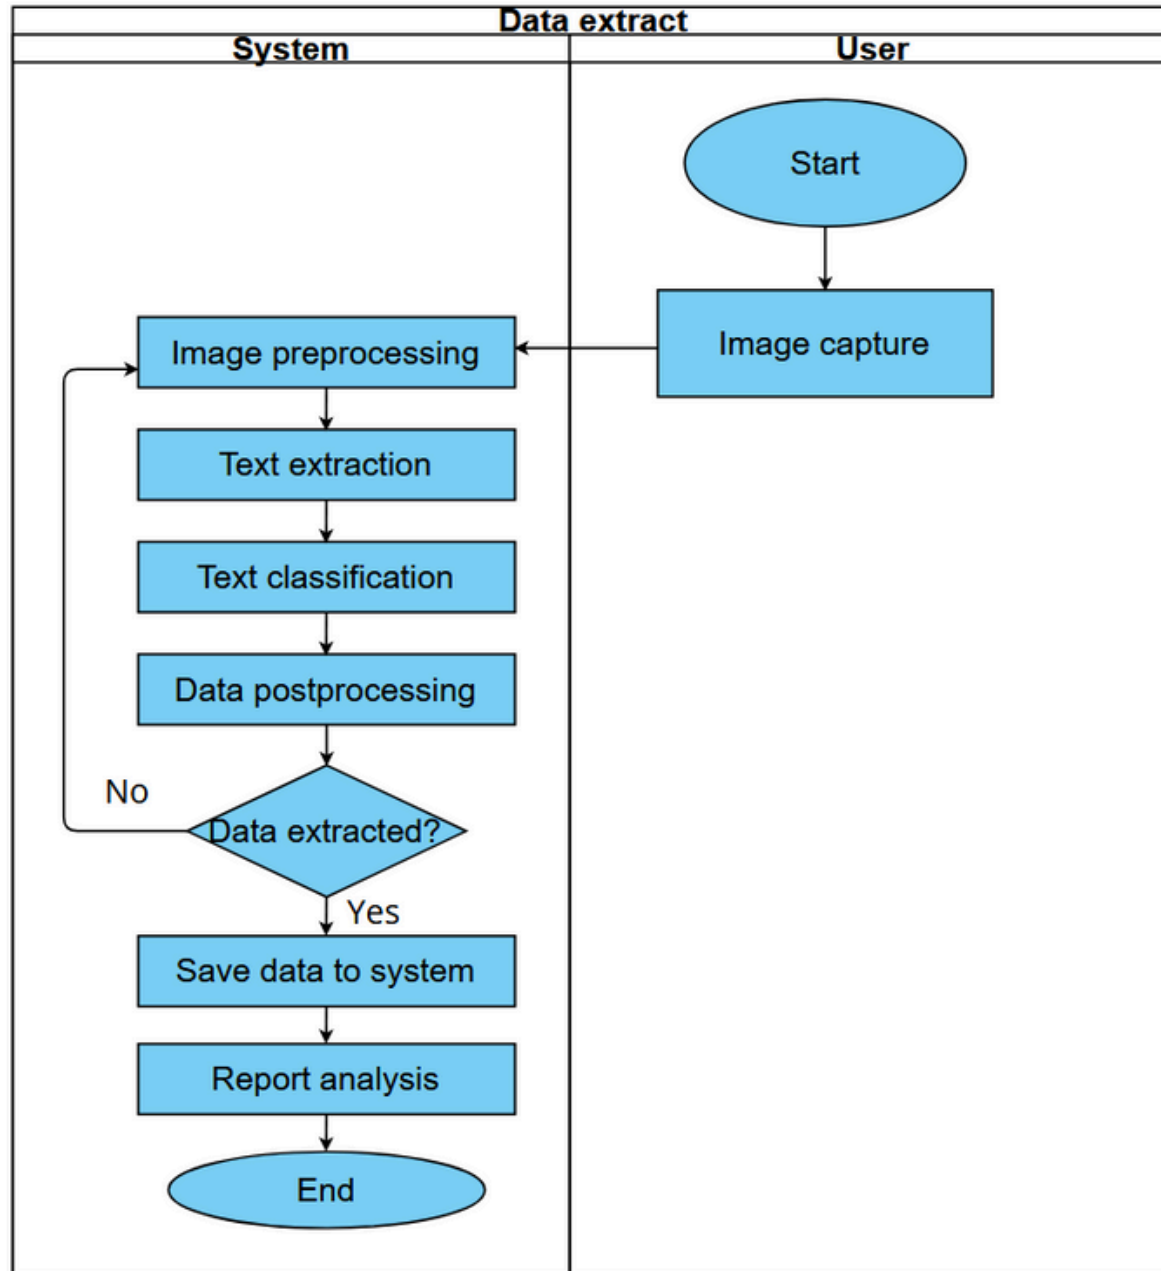 Data extract
System
User
Start
Image capture
Image preprocessing
Text extraction
Text classification
Data postprocessing
Data extracted?
No
Yes
Save data to system
Report analysis
End